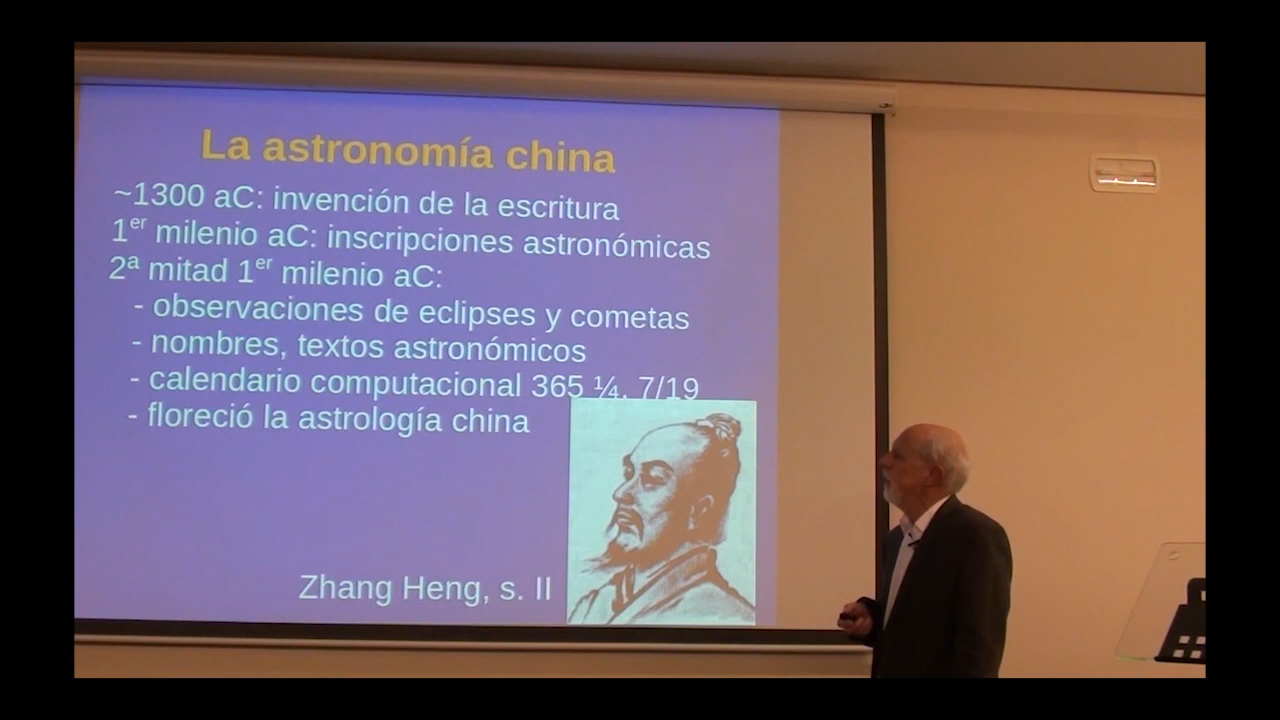 La astronomía china
~1300 aC: invención de la escritura
1er milenio aC: inscripciones astronómicas
2ª mitad 1er milenio aC:
- observaciones de eclipses y cometas
- nombres, textos astronómicos
- calendario computacional 365 ¼, 7/19
- floreció la astrología china
Zhang Heng, s. II